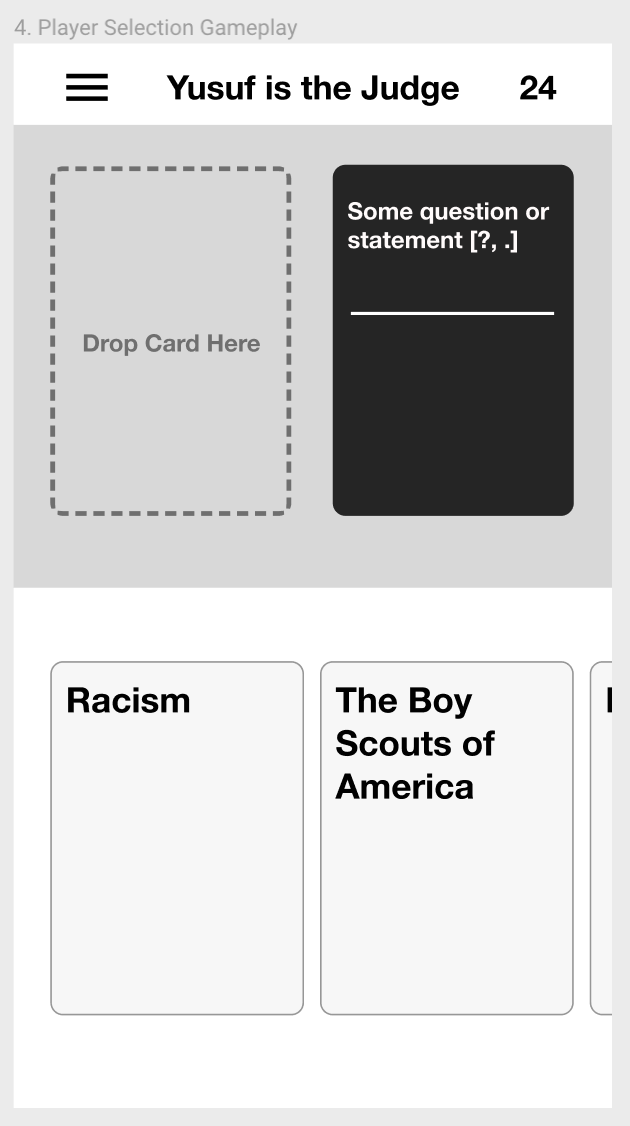 4. Player Selection Gameplay
Yusuf is the Judge
24
Drop Card Here
Some question or
statement [?, .]
Racism
The Boy
Scouts of
America